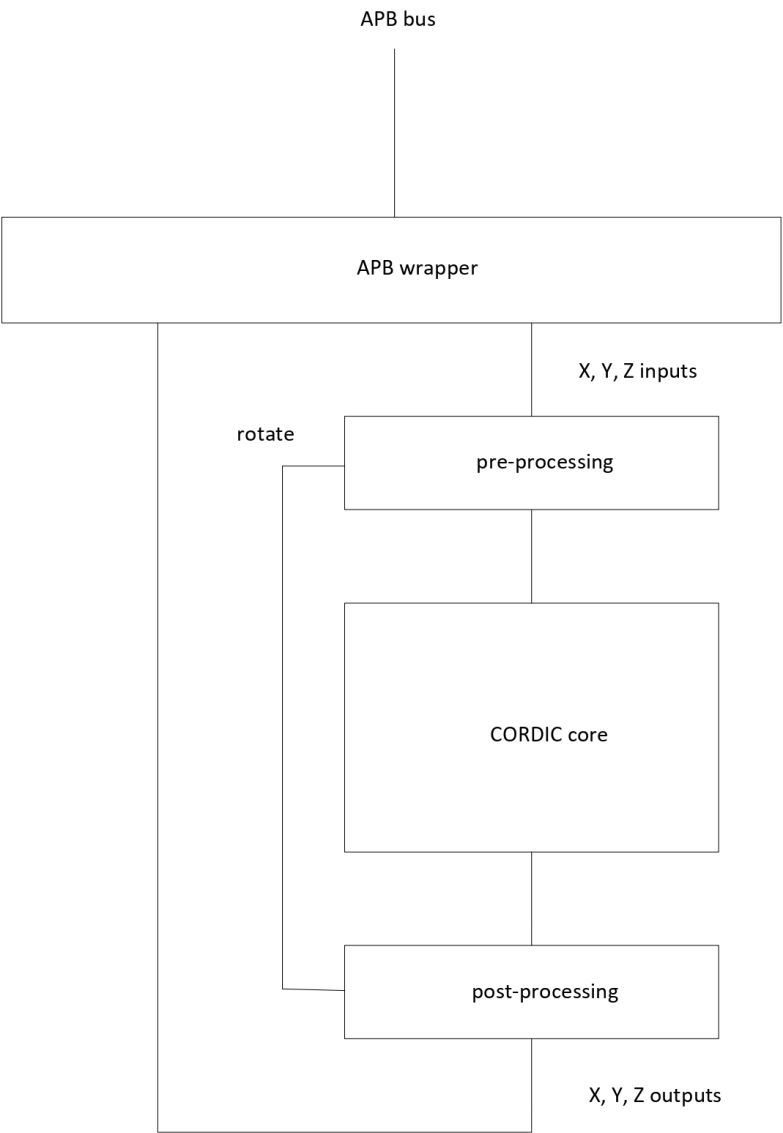 APB bus
APB wrapper
X, Y, Z inputs
rotate
pre-processing
CORDIC core
post-processing
X, Y, Z outputs